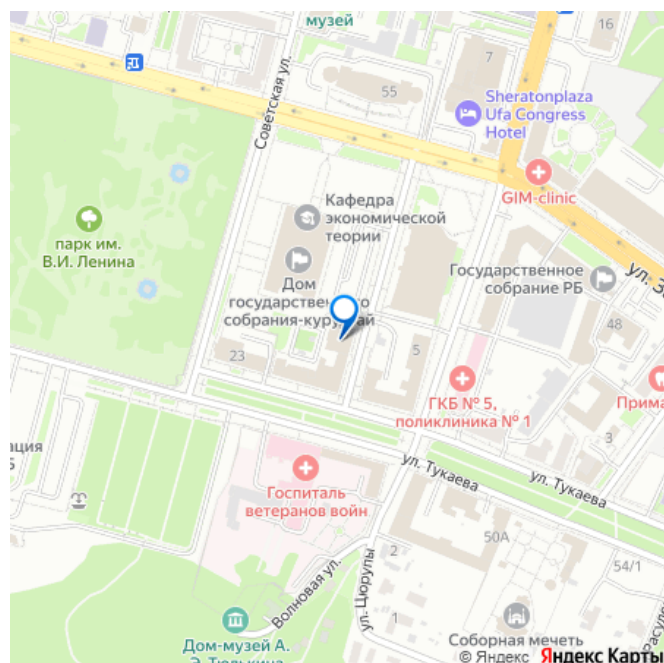 музей
16
7
55
Советская ул.
Sheratonplaza
Ufa Congress
Hotel
GIM-clinic
Кафедра
экономической
теории
парк им.
В.И. Ленина
Дом
государственного
собрания-курултай
Государственное
собрание РБ
48
23
5
ГКБ № 5,
поликлиника № 1
Прима
3
ация
ул. Тукаева
ул. Тукаева
Госпиталь
ветеранов войн
50А
2
54/1
Волновая ул.
ул. Цюрупы
1
Соборная мечеть
Дом-музей А.
Э. Тюлькина
© Яндекс Яндекс Карты